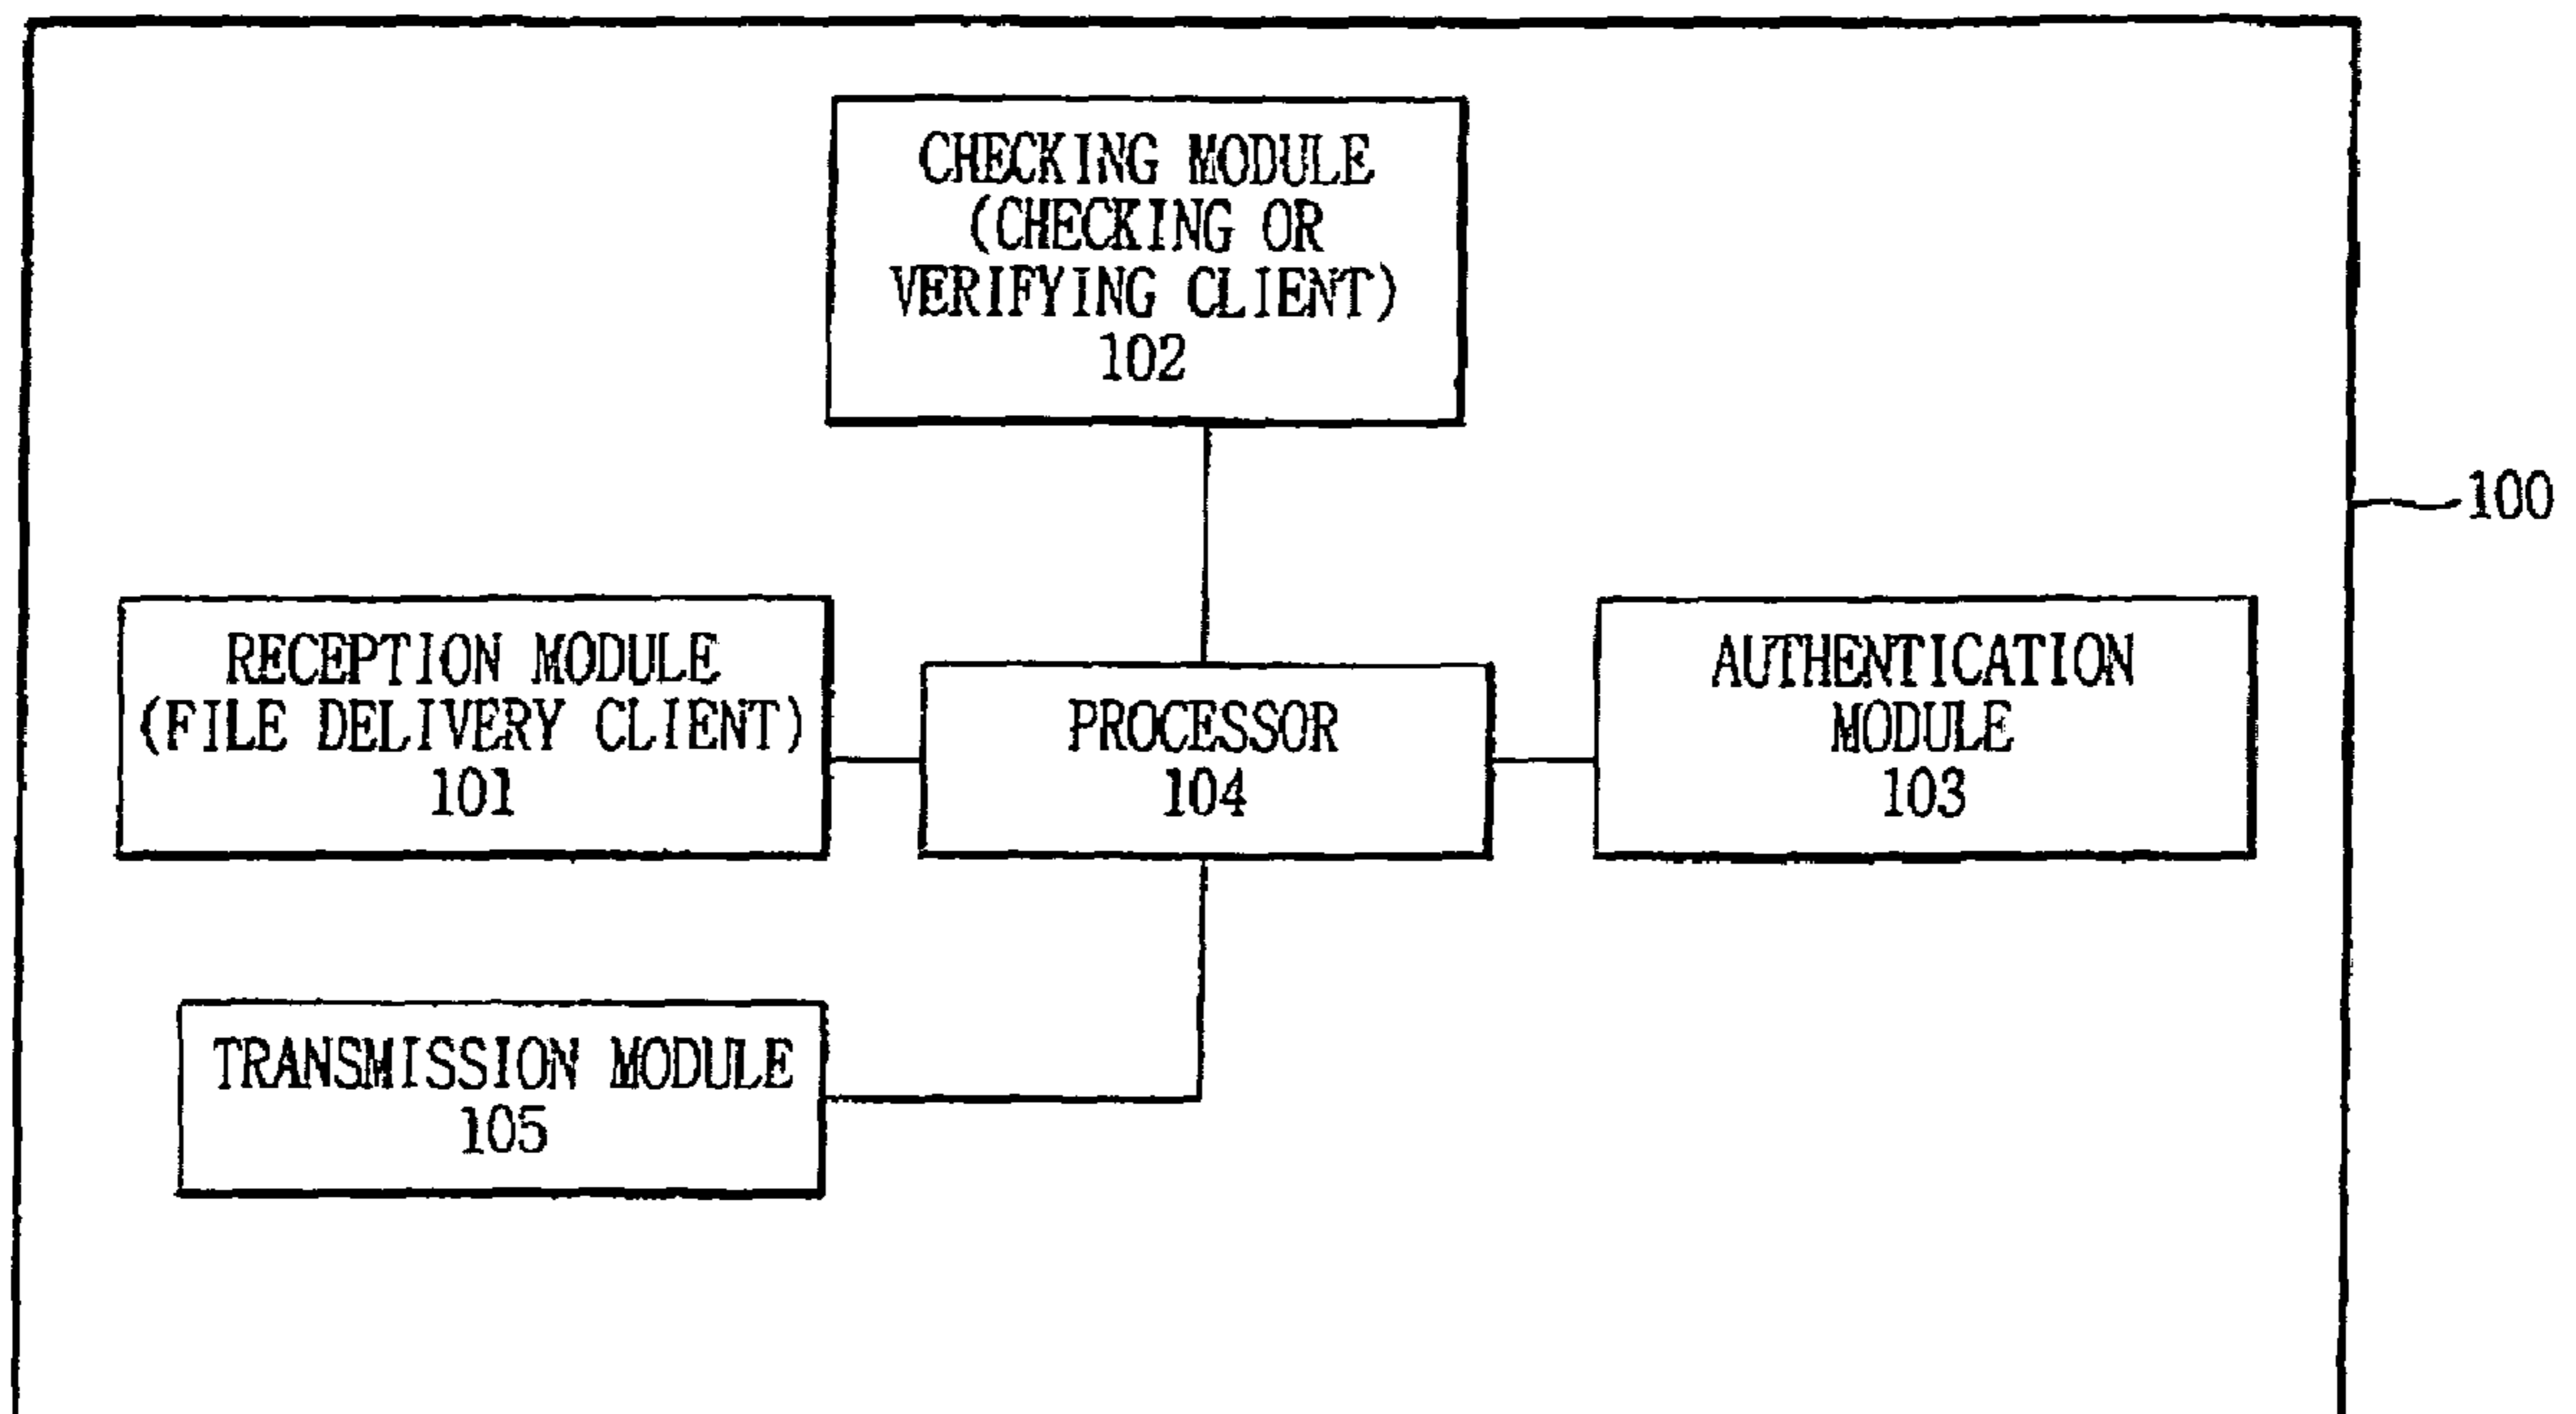 CHECKING MODULE
(CHECKING OR
VERIFYING CLIENT)
102
100
RECEPTION MODULE
(FILE DELIVERY CLIENT)
101
PROCESSOR
104
AUTHENTICATION
MODULE
103
TRANSMISSION MODULE
105